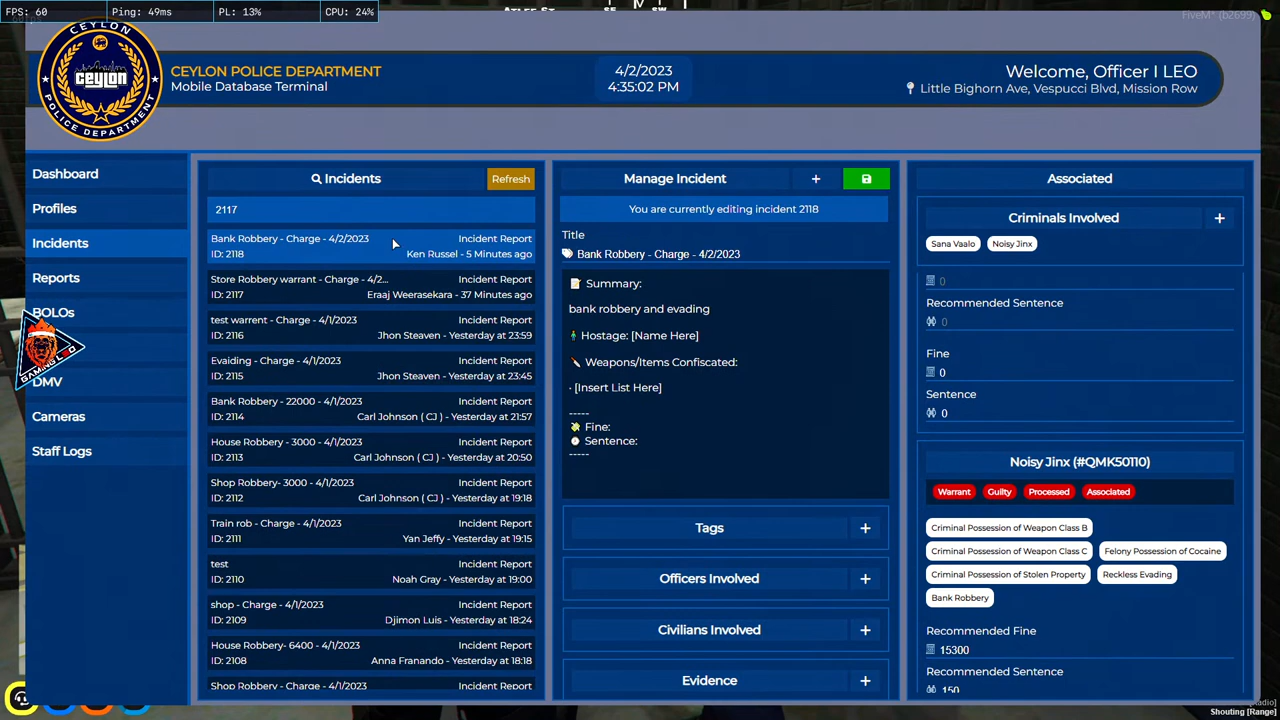 FPS: 60
Ping: 49ms
PL: 13%
CPU: 24%
SE
SW
FiveM* (b2699)
CEYLON
ceylon
POLICE DEPARTMENT
CEYLON POLICE DEPARTMENT
Mobile Database Terminal
4/2/2023
4:35:02 PM
Welcome, Officer I LEO
Little Bighorn Ave, Vespucci Blvd, Mission Row
Dashboard
Profiles
Incidents
Reports
BOLOs
DMV
Cameras
Staff Logs
GAMING LEO
Incidents
Refresh
2117
Bank Robbery - Charge - 4/2/2023 Incident Report
ID: 2118 Ken Russel - 5 Minutes ago
Store Robbery warrant - Charge - 4/2... Incident Report
ID: 2117 Eraaj Weerasekara - 37 Minutes ago
test warrent - Charge - 4/1/2023 Incident Report
ID: 2116 Jhon Steaven - Yesterday at 23:59
Evaiding - Charge - 4/1/2023 Incident Report
ID: 2115 Jhon Steaven - Yesterday at 23:45
Bank Robbery - 22000 - 4/1/2023 Incident Report
ID: 2114 Carl Johnson ( CJ ) - Yesterday at 21:57
House Robbery - 3000 - 4/1/2023 Incident Report
ID: 2113 Carl Johnson ( CJ ) - Yesterday at 20:50
Shop Robbery- 3000 - 4/1/2023 Incident Report
ID: 2112 Carl Johnson ( CJ ) - Yesterday at 19:18
Train rob - Charge - 4/1/2023 Incident Report
ID: 2111 Yan Jeffy - Yesterday at 19:15
test Incident Report
ID: 2110 Noah Gray - Yesterday at 19:00
shop - Charge - 4/1/2023 Incident Report
ID: 2109 Djimon Luis - Yesterday at 18:24
House Robbery- 6400 - 4/1/2023 Incident Report
ID: 2108 Anna Franando - Yesterday at 18:18
Shop Robbery - Charge - 4/1/2023 Incident Report
Manage Incident
You are currently editing incident 2118
Title
Bank Robbery - Charge - 4/2/2023
Summary:
bank robbery and evading
Hostage: [Name Here]
Weapons/Items Confiscated:
· [Insert List Here]
-----
Fine:
Sentence:
-----
Tags
Officers Involved
Civilians Involved
Evidence
Associated
Criminals Involved
Sana Vaalo Noisy Jinx
0
Recommended Sentence
0
Fine
0
Sentence
0
Noisy Jinx (#QMK50110)
Warrant Guilty Processed Associated
Criminal Possession of Weapon Class B
Criminal Possession of Weapon Class C Felony Possession of Cocaine
Criminal Possession of Stolen Property Reckless Evading
Bank Robbery
Recommended Fine
15300
Recommended Sentence
150
Shouting [Range]